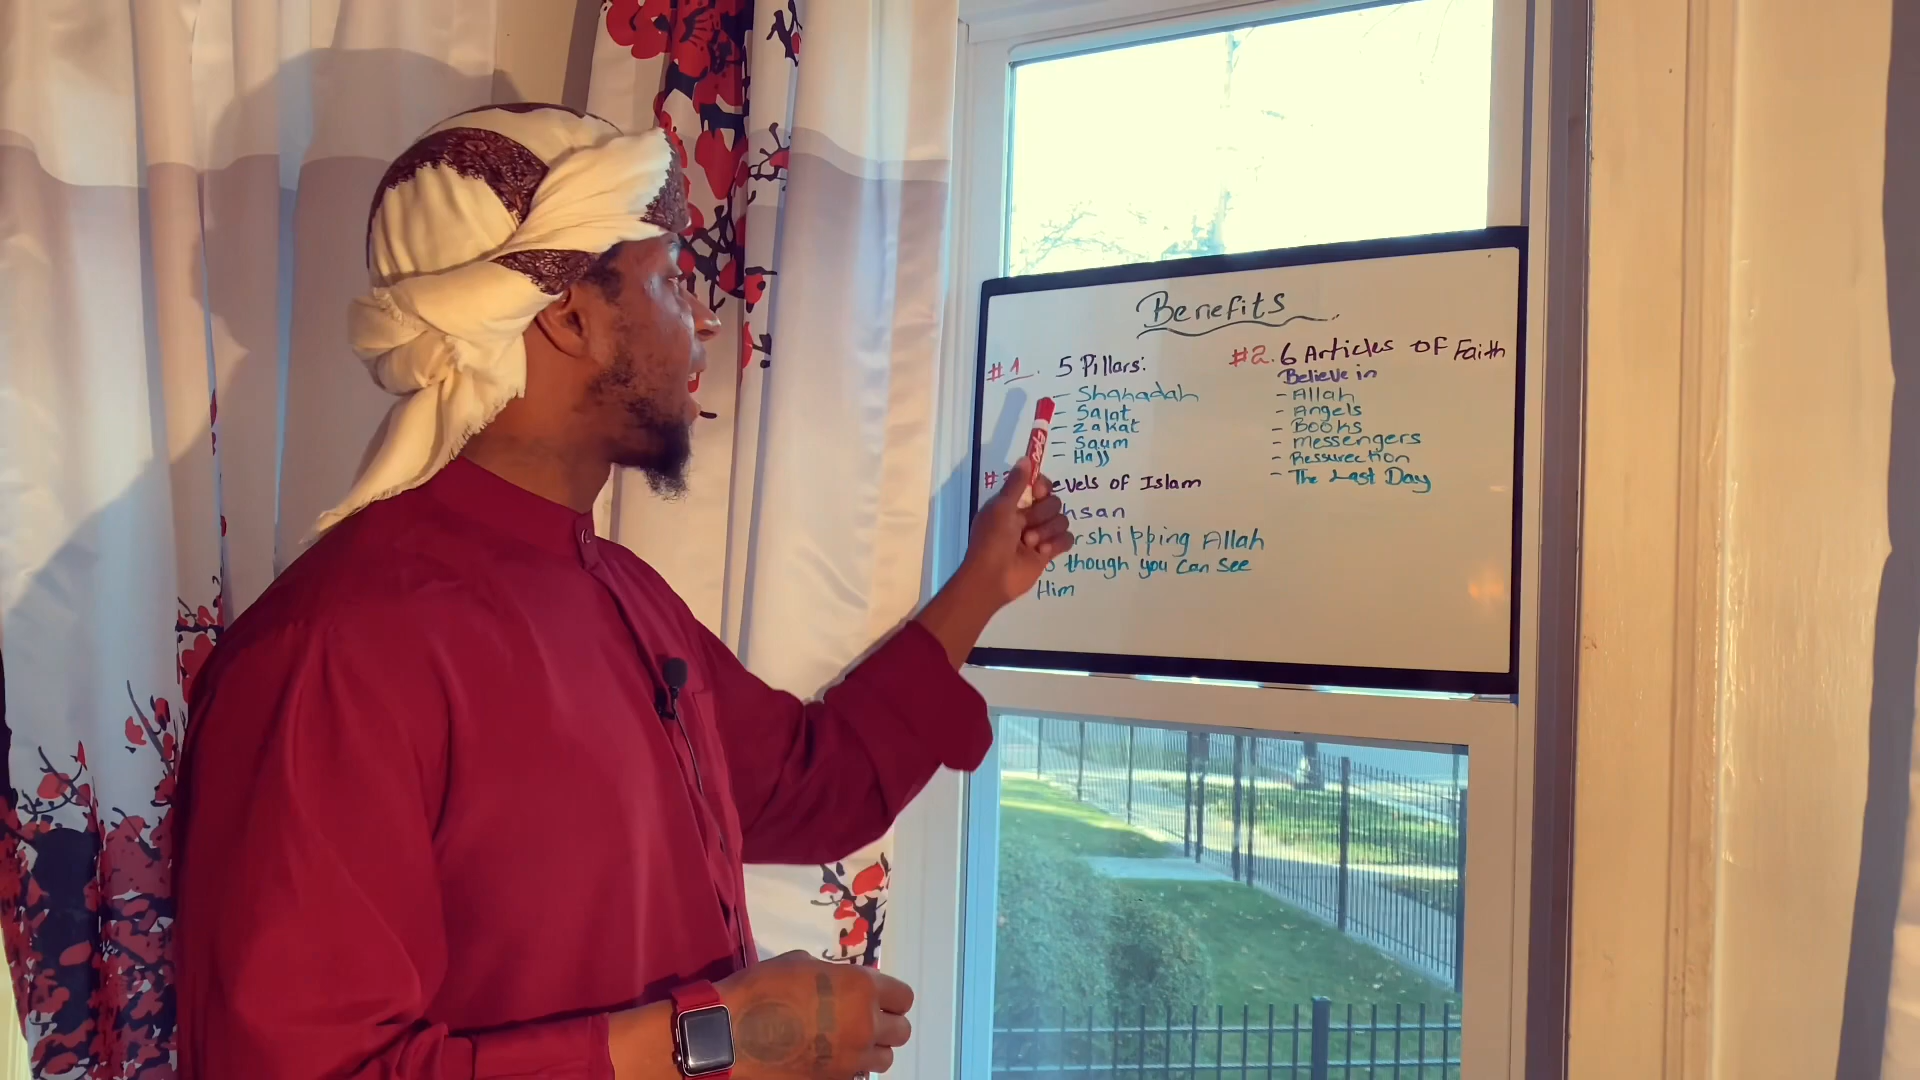 Benefits
#1. 5 Pillars:
- Shahadah
- Salat
- Zakat
- Saum
- Hajj
#2. 6 Articles of Faith
Believe in
- Allah
- Angels
- Books
- Messengers
- Ressurection
- The Last Day
evels of Islam
hsan
rshipping Allah
though you Can See
Him